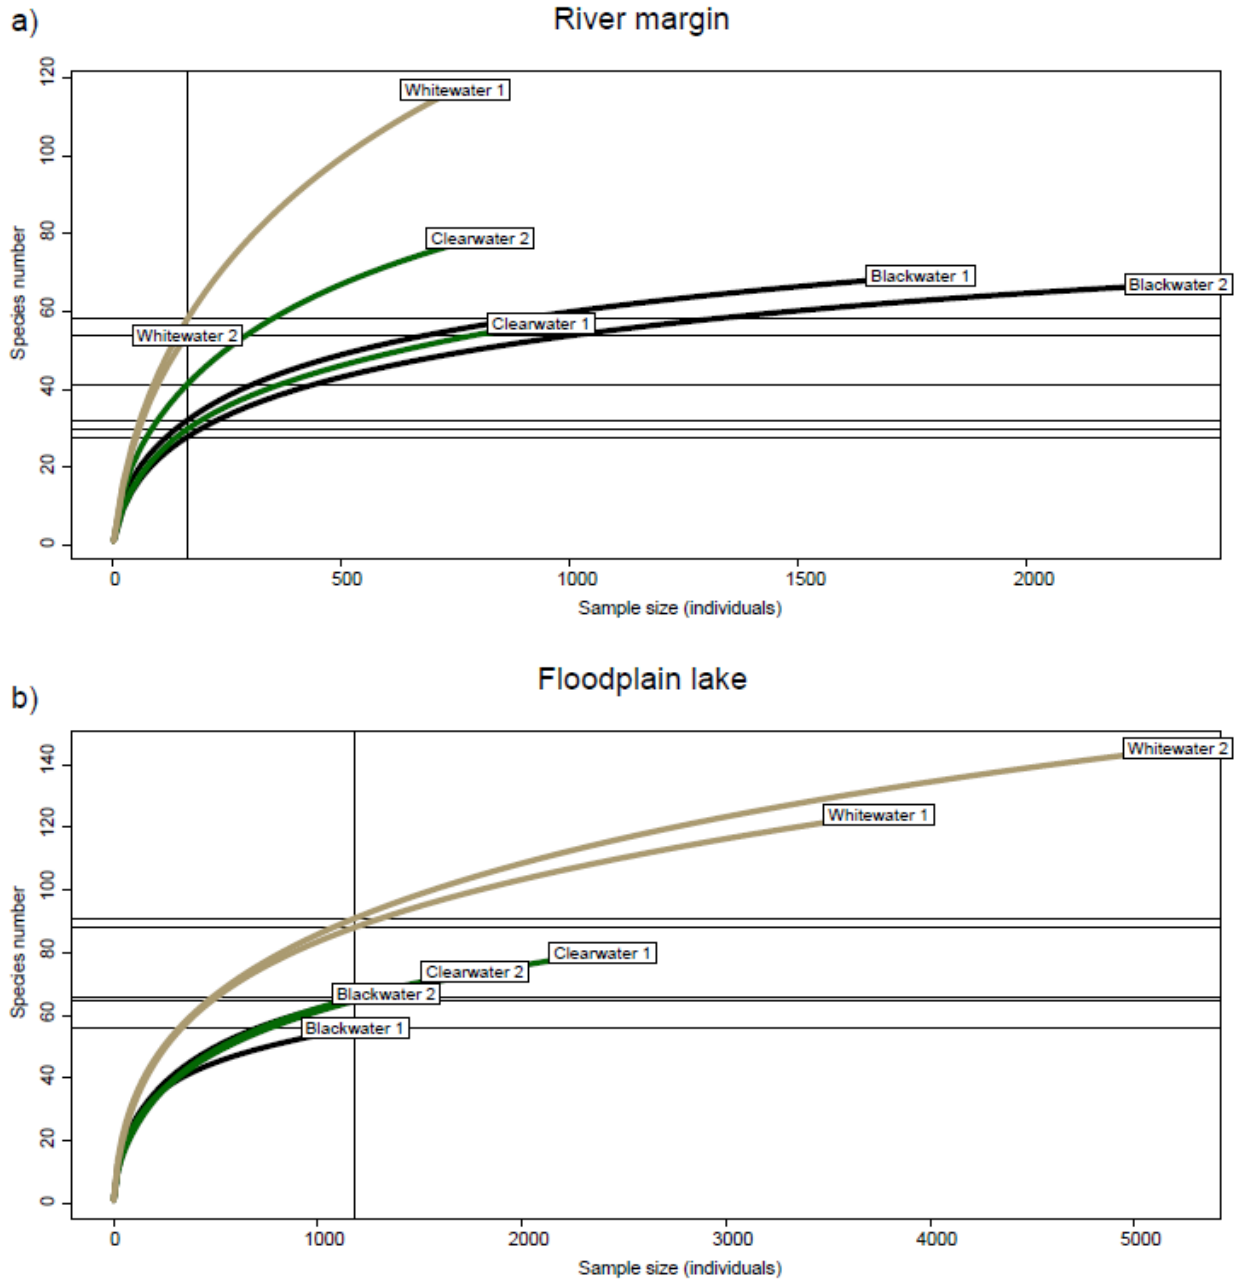 a)
River margin
120
100
80
60
40
20
0
Species number
Whitewater 1
Clearwater 2
Blackwater 1
Blackwater 2
Clearwater 1
Whitewater 2
0 500 1000 1500 2000
Sample size (individuals)
b)
Floodplain lake
140
120
100
80
60
40
20
0
Species number
Whitewater 2
Whitewater 1
Clearwater 1
Clearwater 2
Blackwater 2
Blackwater 1
0 1000 2000 3000 4000 5000
Sample size (individuals)